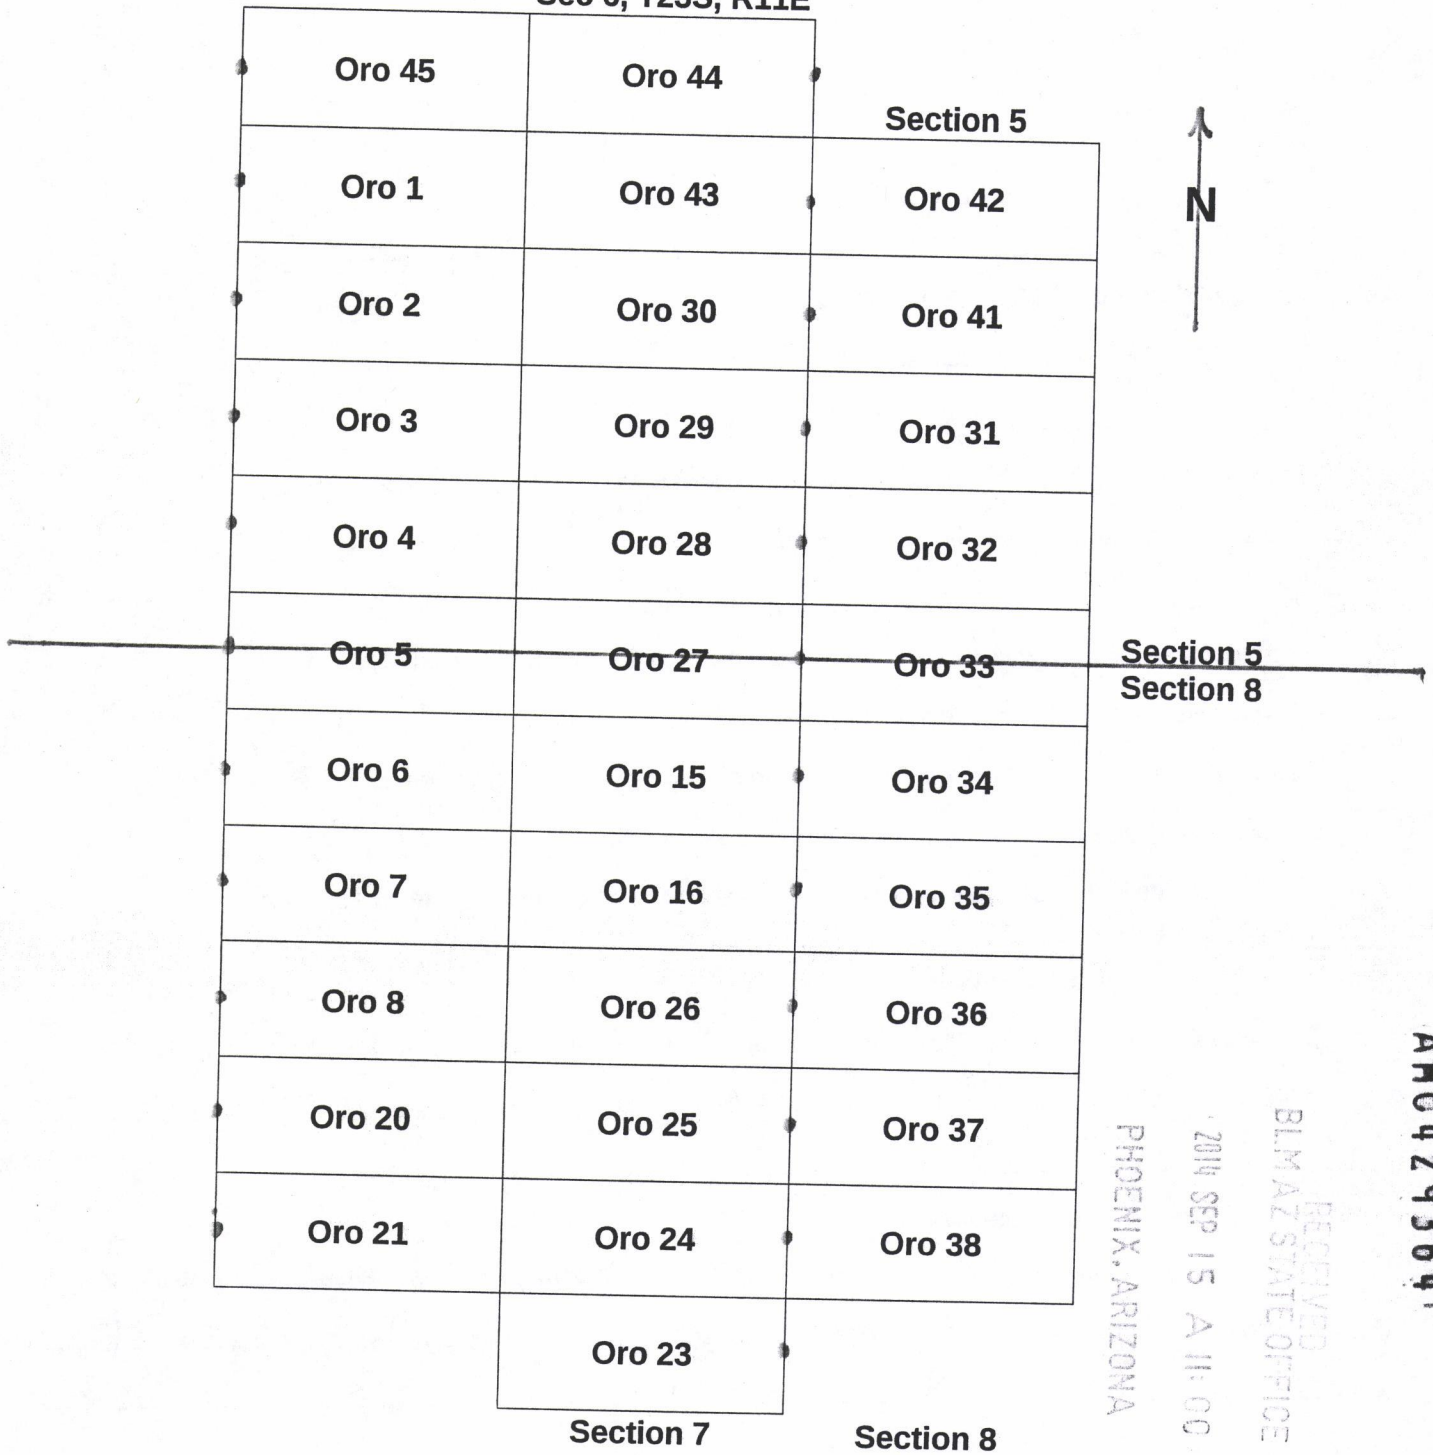 Oro 45 Oro 44
Section 5
Oro 1 Oro 43 Oro 42
N
Oro 2 Oro 30 Oro 41
Oro 3 Oro 29 Oro 31
Oro 4 Oro 28 Oro 32
Oro 5 Oro 27 Oro 33 Section 5
Section 8
Oro 6 Oro 15 Oro 34
Oro 7 Oro 16 Oro 35
Oro 8 Oro 26 Oro 36
Oro 20 Oro 25 Oro 37
Oro 21 Oro 24 Oro 38
Oro 23
Section 7 Section 8
RECEIVED
BLM AZ STATE OFFICE
2014 SEP 15 A 11:00
PHOENIX, ARIZONA